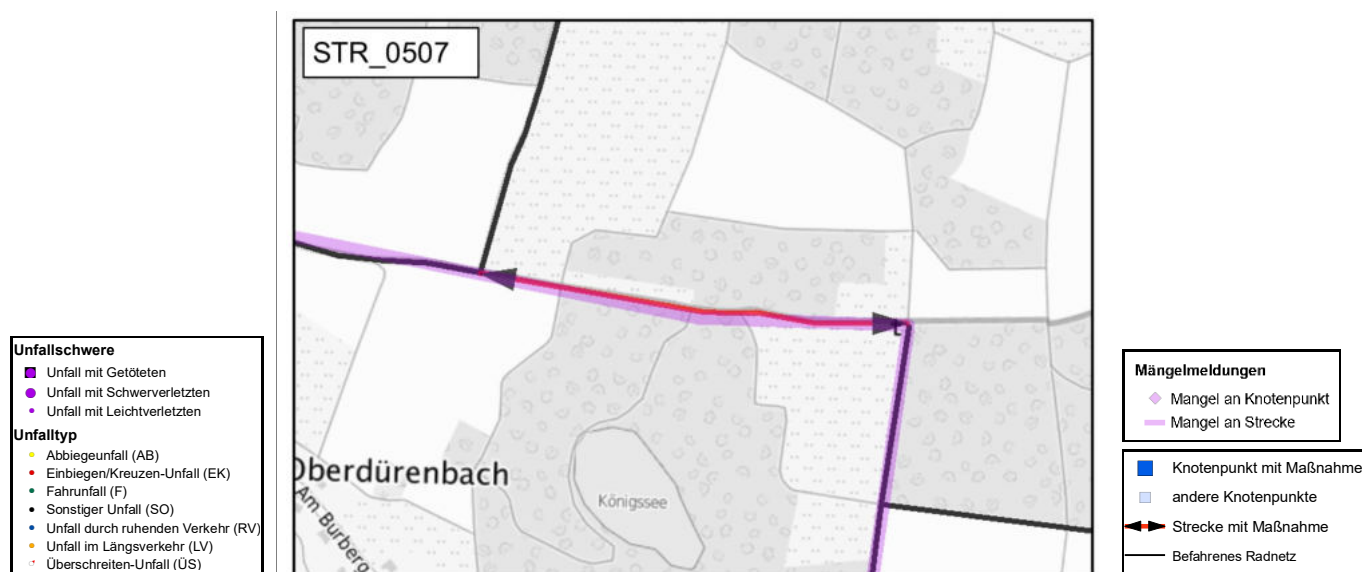 STR_0507
Oberdürenbach
Am Burberg
Königssee
Unfallschwere
Unfall mit Getöteten
Unfall mit Schwerverletzten
Unfall mit Leichtverletzten
Unfalltyp
Abbiegeunfall (AB)
Einbiegen/Kreuzen-Unfall (EK)
Fahrunfall (F)
Sonstiger Unfall (SO)
Unfall durch ruhenden Verkehr (RV)
Unfall im Längsverkehr (LV)
Überschreiten-Unfall (ÜS)
Mängelmeldungen
Mangel an Knotenpunkt
Mangel an Strecke
Knotenpunkt mit Maßnahme
andere Knotenpunkte
Strecke mit Maßnahme
Befahrenes Radnetz